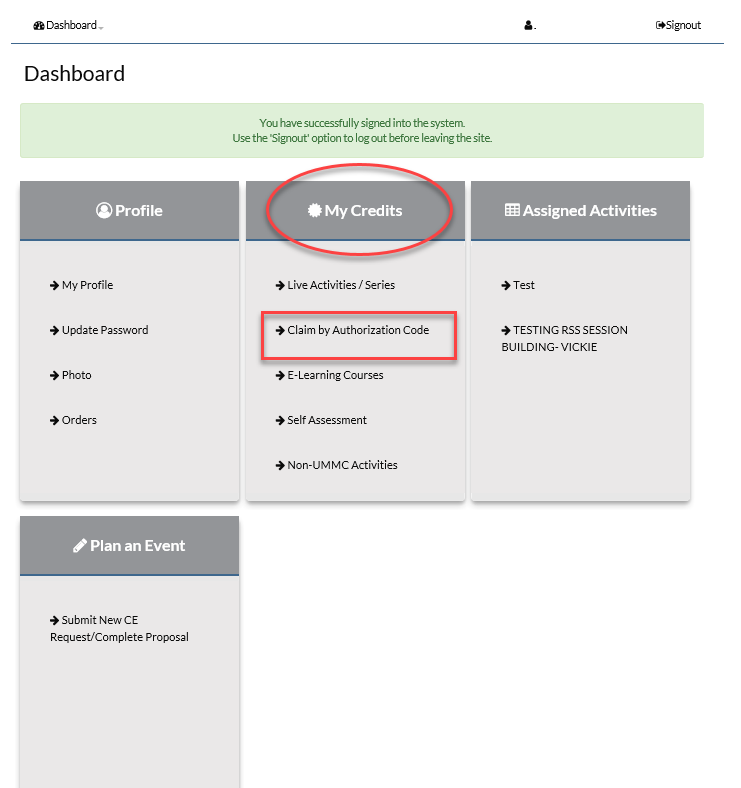 Dashboard
.
Signout
Dashboard
You have successfully signed into the system.
Use the 'Signout' option to log out before leaving the site.
Profile
My Profile
Update Password
Photo
Orders
My Credits
Live Activities / Series
Claim by Authorization Code
E-Learning Courses
Self Assessment
Non-UMMC Activities
Assigned Activities
Test
TESTING RSS SESSION
BUILDING- VICKIE
Plan an Event
Submit New CE
Request/Complete Proposal